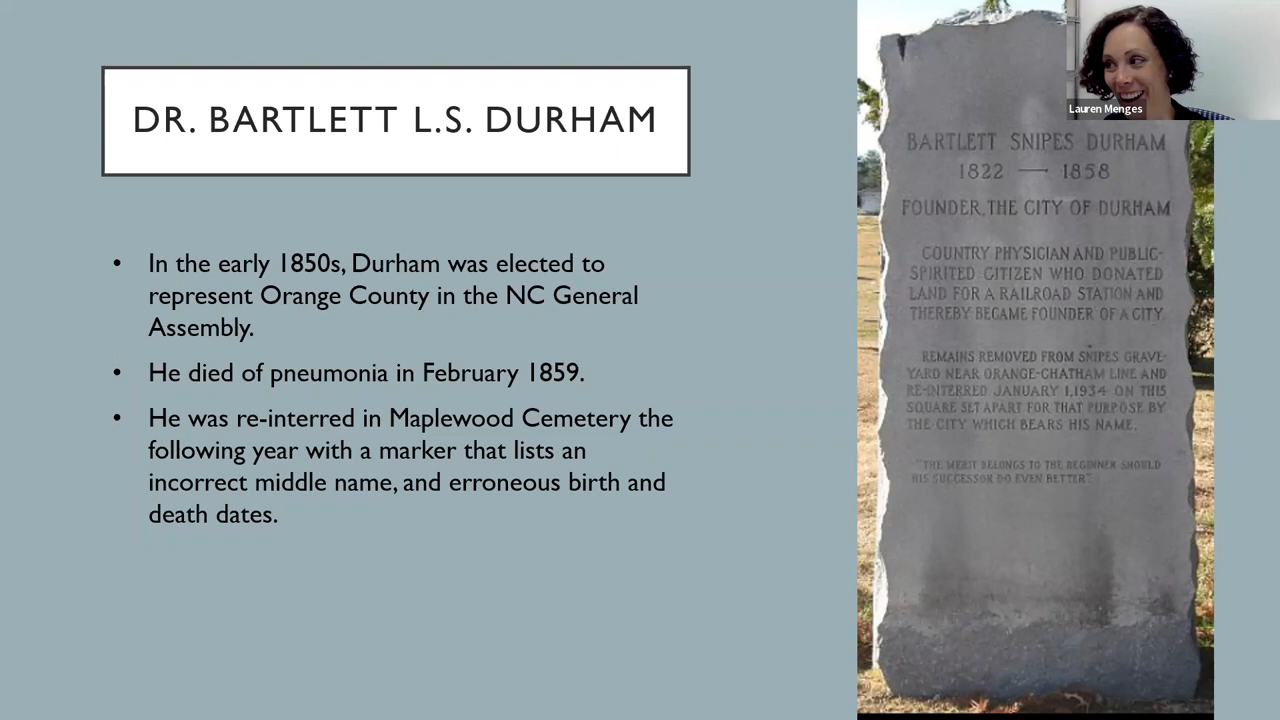 DR. BARTLETT L.S. DURHAM
• In the early 1850s, Durham was elected to
represent Orange County in the NC General
Assembly.
• He died of pneumonia in February 1859.
• He was re-interred in Maplewood Cemetery the
following year with a marker that lists an
incorrect middle name, and erroneous birth and
death dates.
Lauren Menges
BARTLETT SNIPES DURHAM
1822 — 1858
FOUNDER, THE CITY OF DURHAM
COUNTRY PHYSICIAN AND PUBLIC-
SPIRITED CITIZEN WHO DONATED
LAND FOR A RAILROAD STATION AND
THEREBY BECAME FOUNDER OF A CITY.
REMAINS REMOVED FROM SNIPES GRAVE-
YARD NEAR ORANGE-CHATHAM LINE AND
RE-INTERRED JANUARY 1, 1934 ON THIS
SQUARE SET APART FOR THAT PURPOSE BY
THE CITY WHICH BEARS HIS NAME.
"THE MERIT BELONGS TO THE BEGINNER SHOULD
HIS SUCCESSOR DO EVEN BETTER"